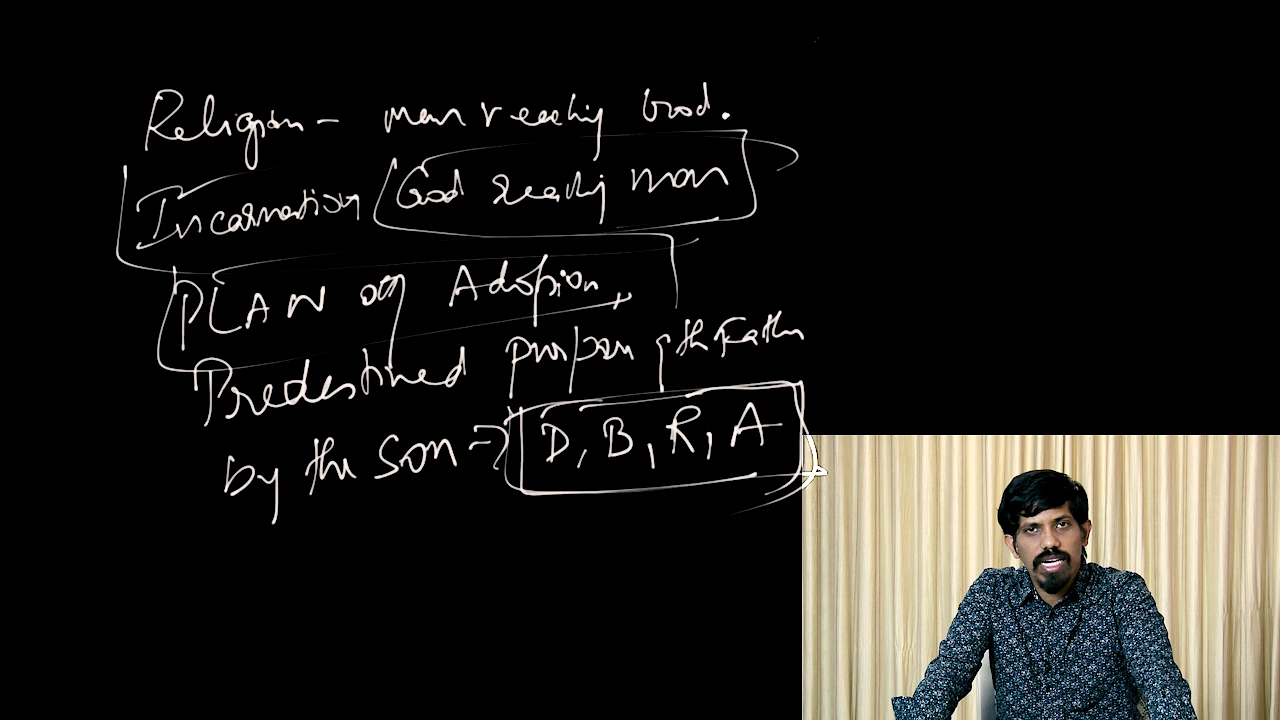 Religion - man reaching God.
Incarnation God reaching man
PLAN of Adoption
Predestined purpose of the Father
by the Son => D, B, R, A